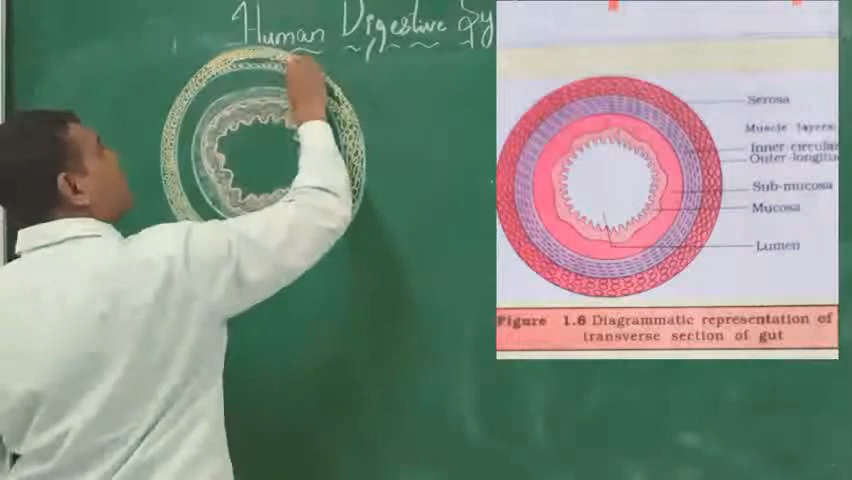 Human Digestive Sy
Serosa
Muscle layers
Inner circular
Outer longitu
Sub-mucosa
Mucosa
Lumen
Figure 1.6 Diagrammatic representation of
transverse section of gut